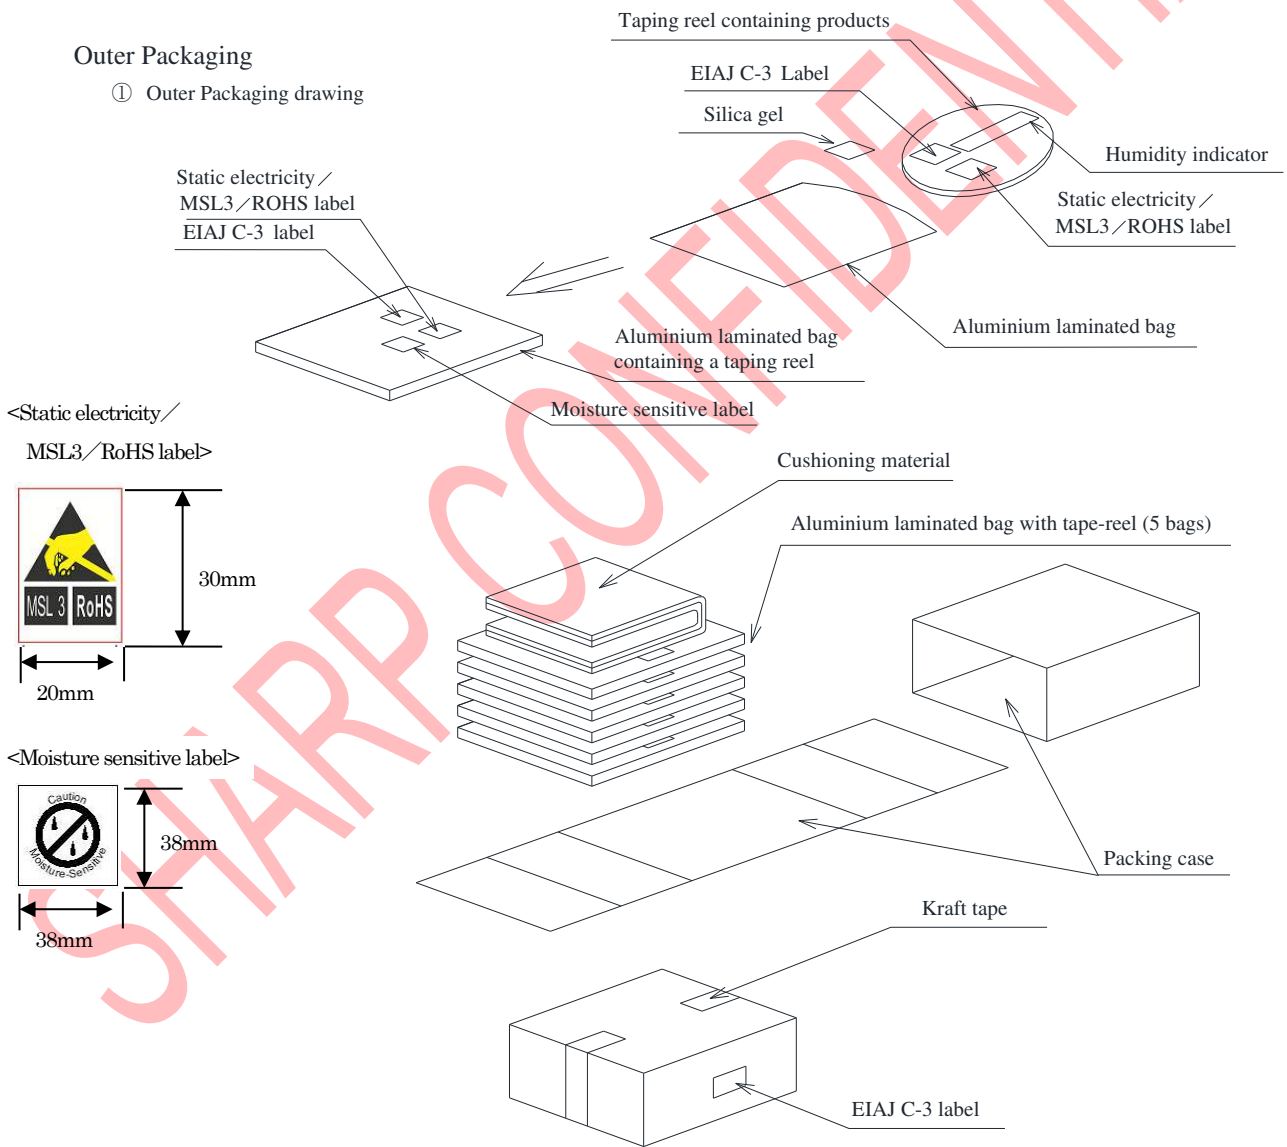 Outer Packaging
① Outer Packaging drawing
Taping reel containing products
EIAJ C-3 Label
Silica gel
Humidity indicator
Static electricity／
MSL3／ROHS label
Aluminium laminated bag
Static electricity／
MSL3／ROHS label
EIAJ C-3 label
Aluminium laminated bag
containing a taping reel
Moisture sensitive label
<Static electricity／
MSL3／RoHS label>
MSL 3 RoHS
30mm
20mm
<Moisture sensitive label>
Caution
Moisture-Sensitive
38mm
38mm
Cushioning material
Aluminium laminated bag with tape-reel (5 bags)
Packing case
Kraft tape
EIAJ C-3 label
SHARP CONFIDENTI